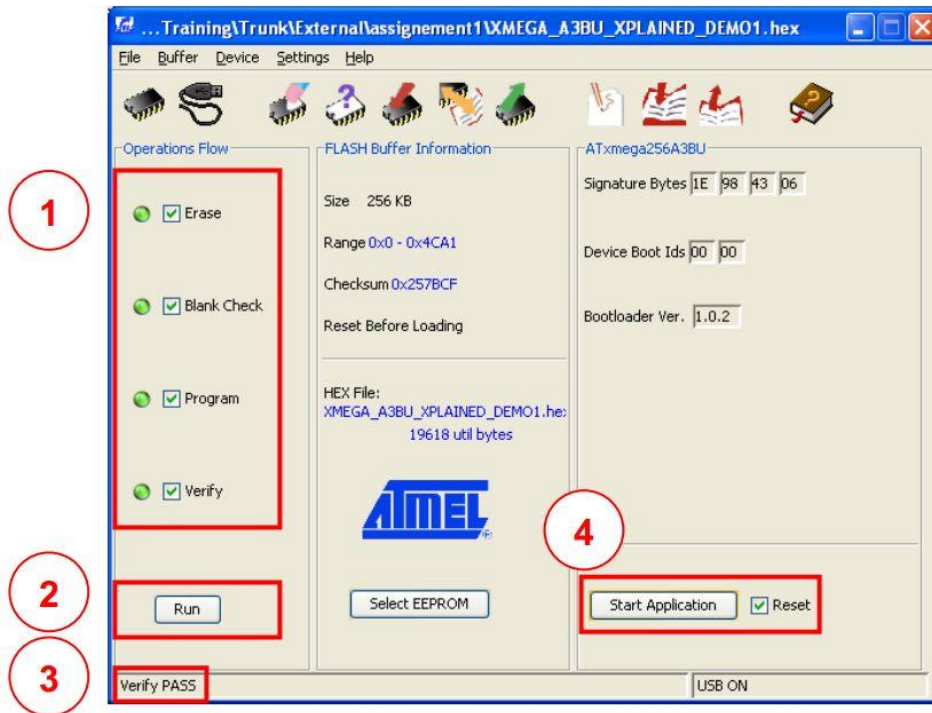 ...Training\Trunk\External\assignement1\XMEGA_A3BU_XPLAINED_DEMO1.hex
File Buffer Device Settings Help
Operations Flow
1
Erase
Blank Check
Program
Verify
2
Run
3
Verify PASS
FLASH Buffer Information
Size 256 KB
Range 0x0 - 0x4CA1
Checksum 0x257BCF
Reset Before Loading
HEX File:
XMEGA_A3BU_XPLAINED_DEMO1.he
19618 util bytes
ATMEL
Select EEPROM
ATxmega256A3BU
Signature Bytes 1E 98 43 06
Device Boot Ids 00 00
Bootloader Ver. 1.0.2
4
Start Application Reset
USB ON